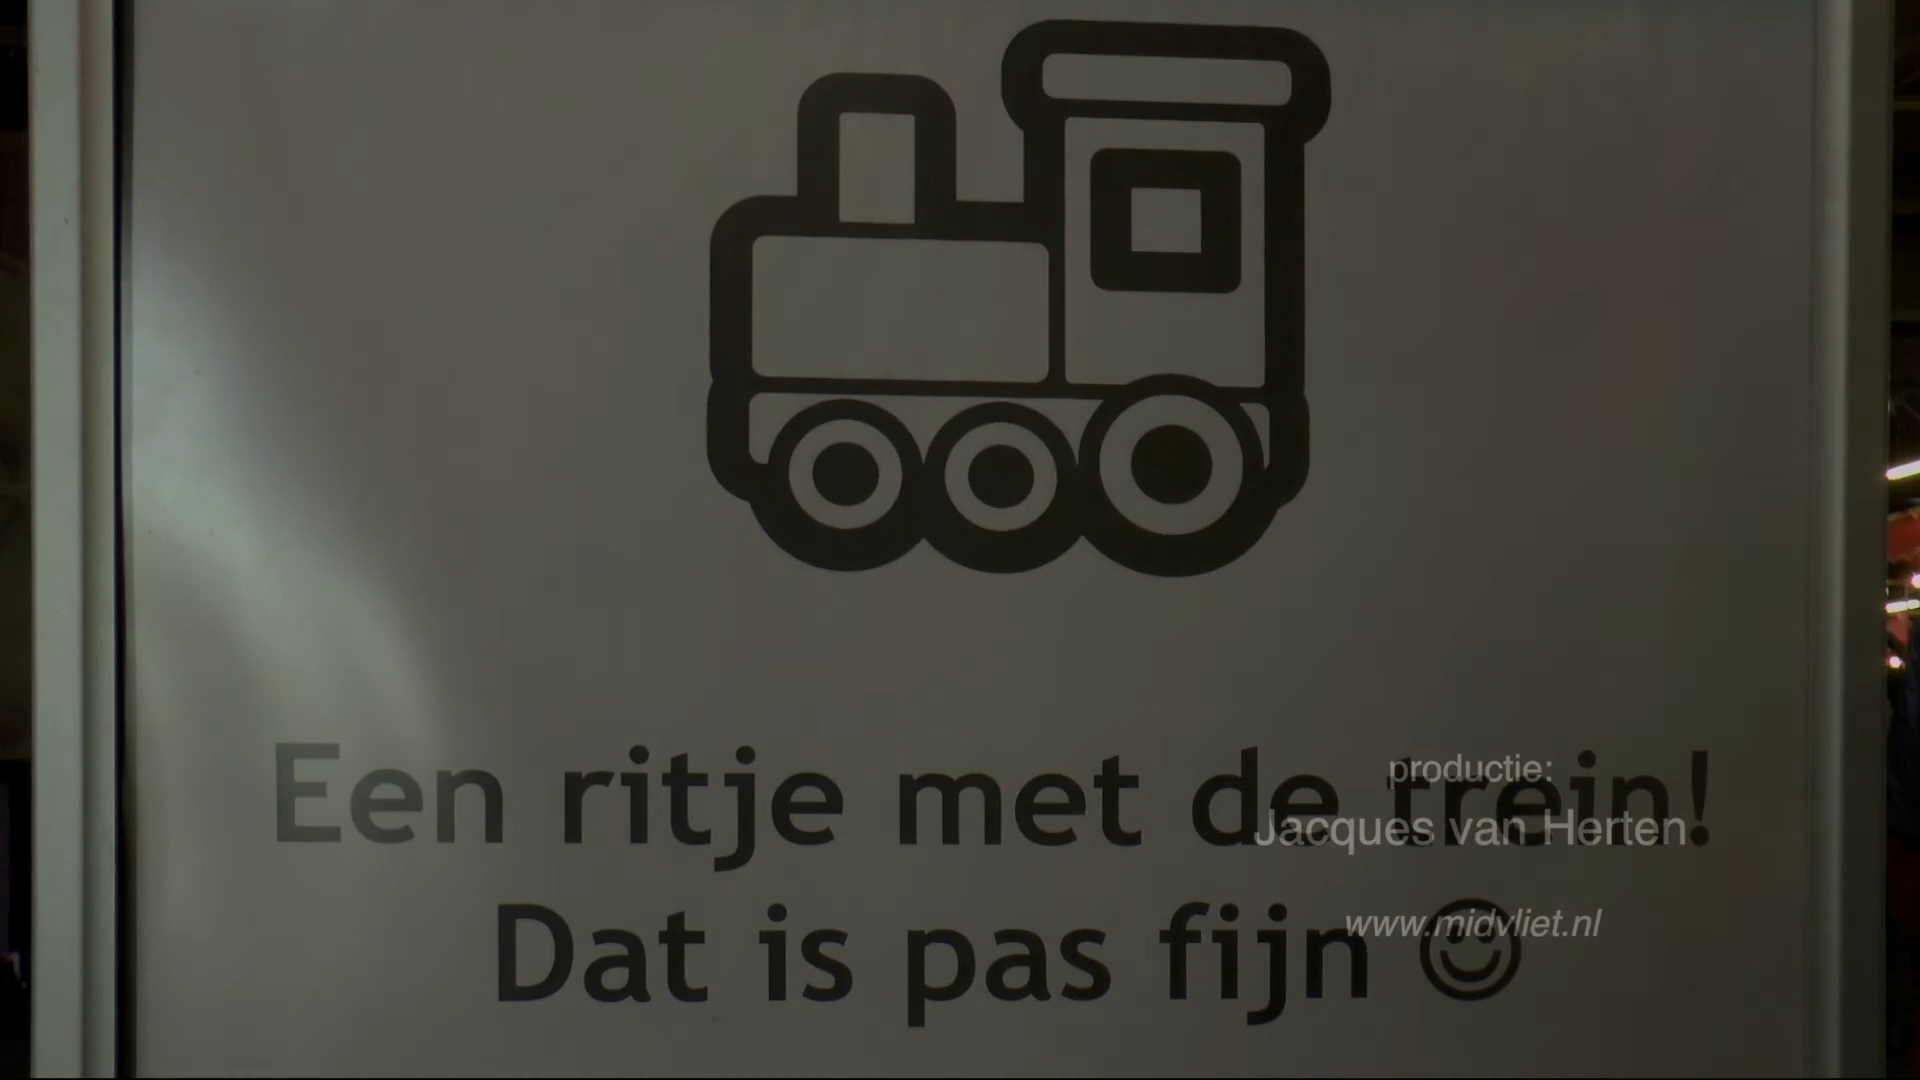 Een ritje met de trein!
Dat is pas fijn ☺
productie:
Jacques van Herten
www.midvliet.nl